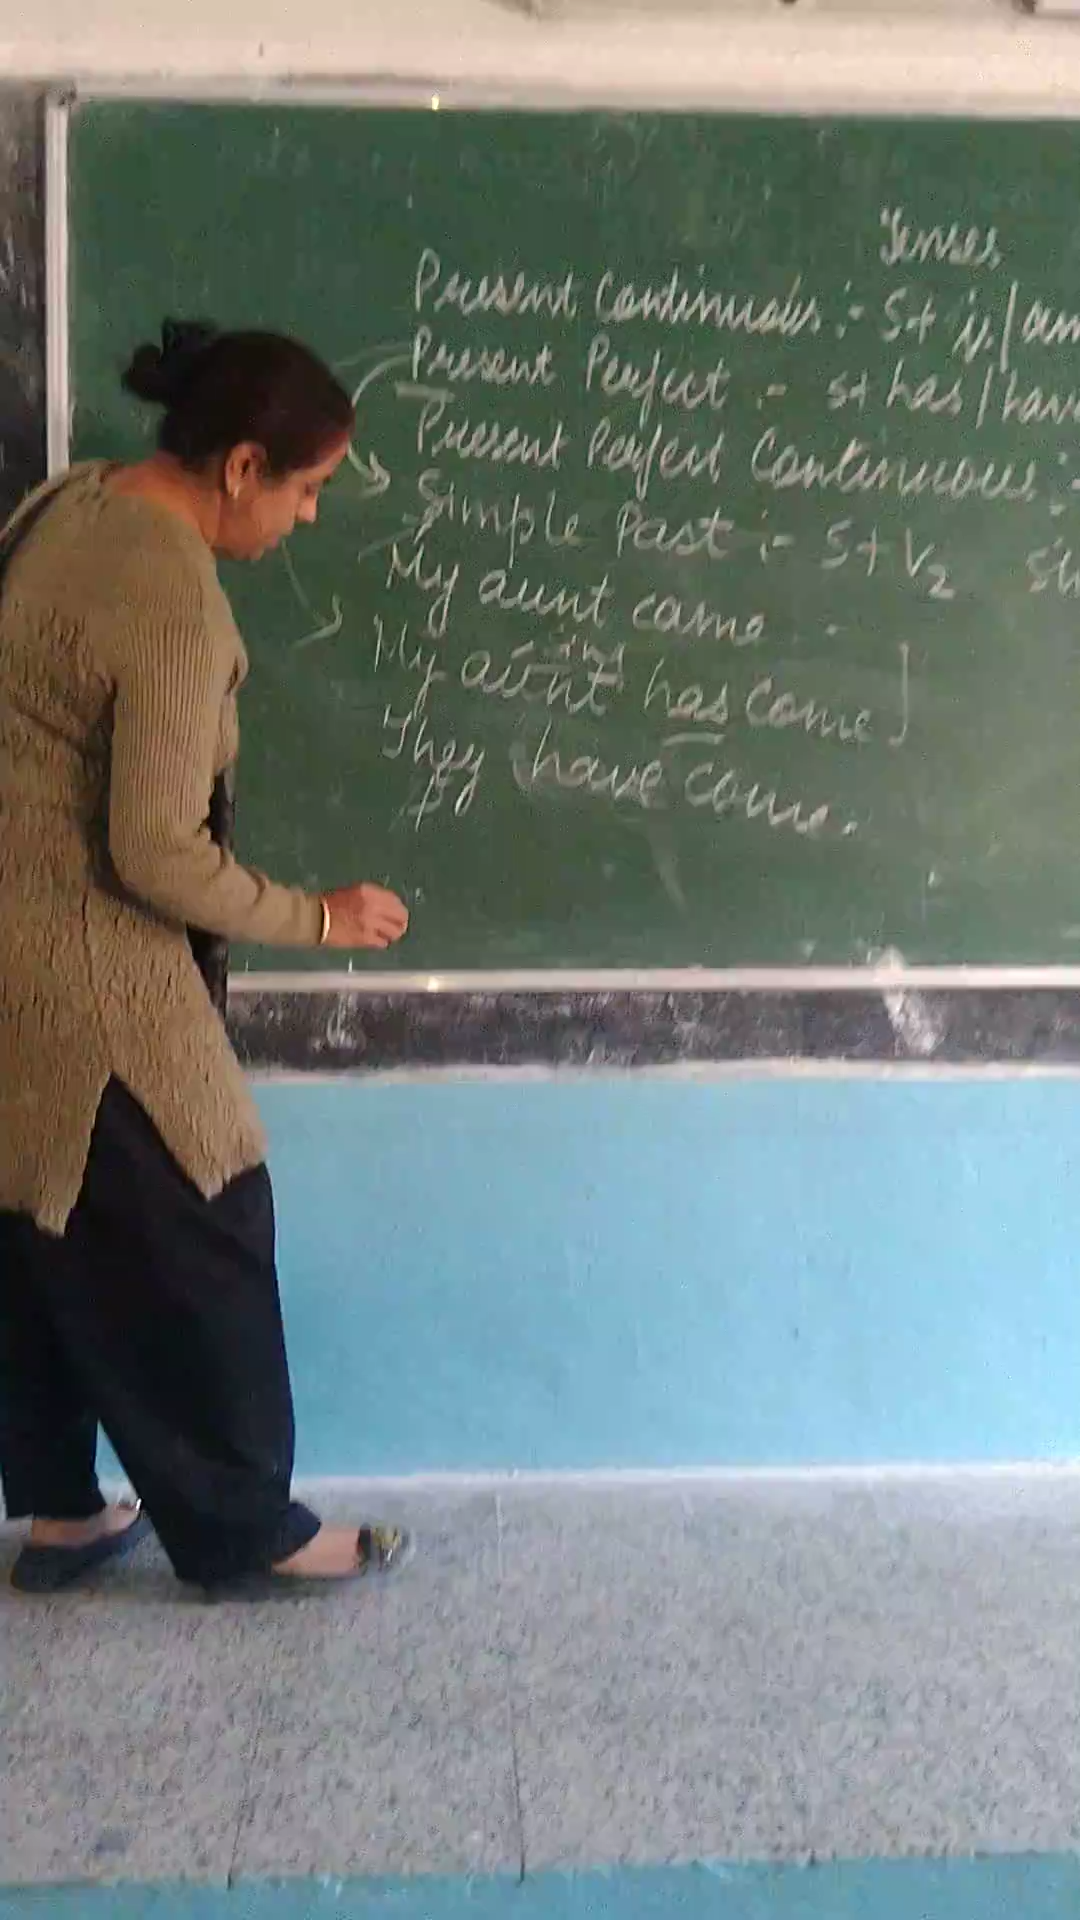 Tenses
Present Continuous :- S+ is/am
Present Perfect :- S+ has/have
Present Perfect Continuous :-
Simple Past :- S+V2
My aunt came
My aunt has come
They have come.